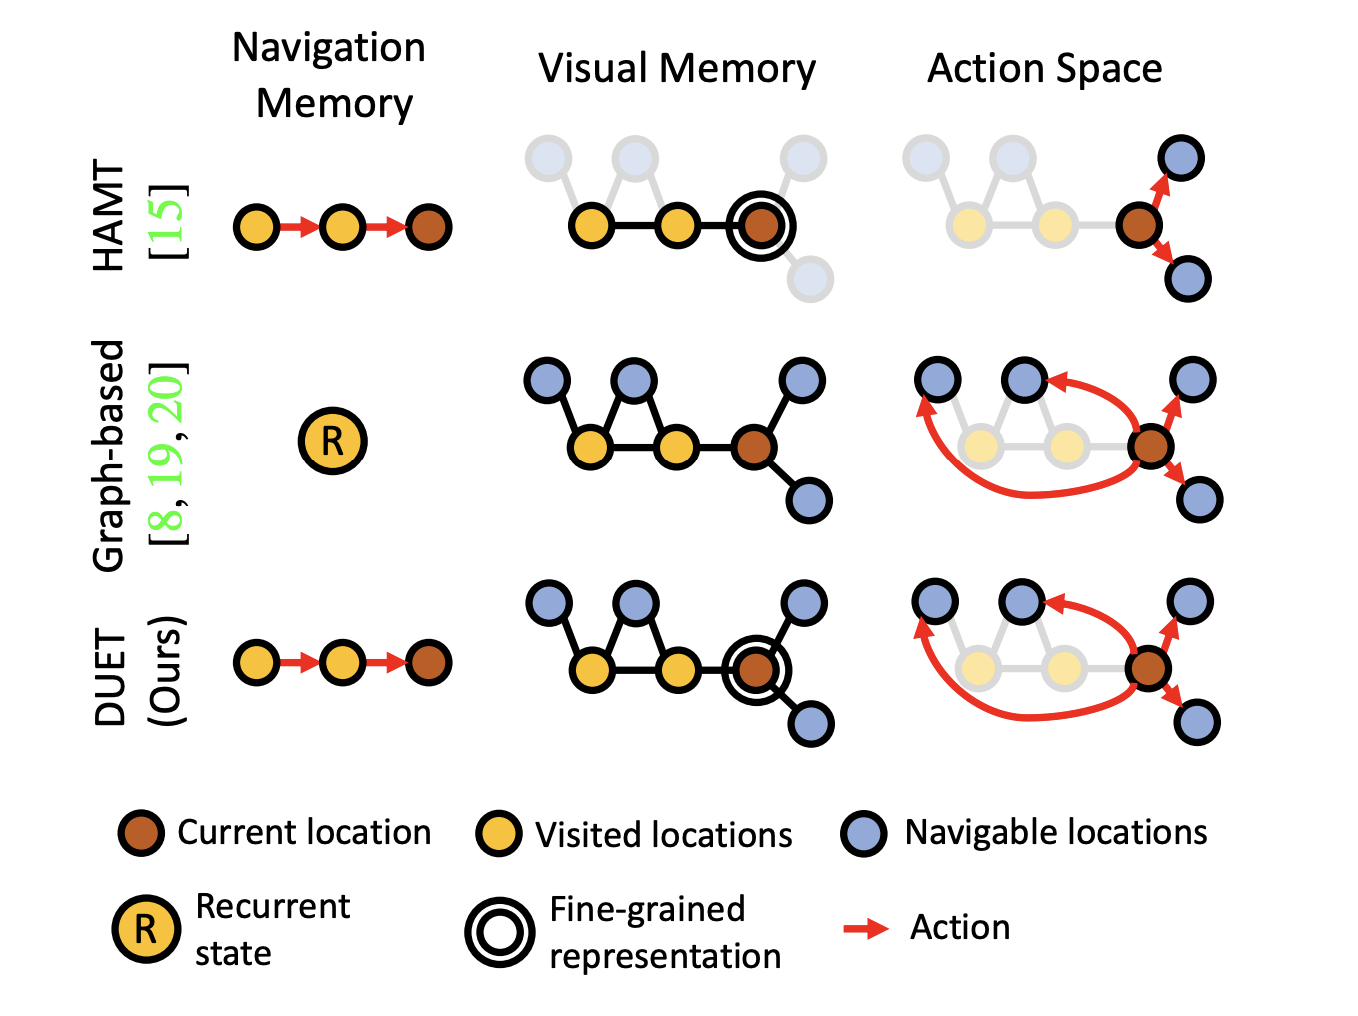 Navigation
Memory
Visual Memory
Action Space
HAMT
[15]
Graph-based
[8, 19, 20]
R
DUET
(Ours)
Current location
Visited locations
Navigable locations
R
Recurrent
state
Fine-grained
representation
Action